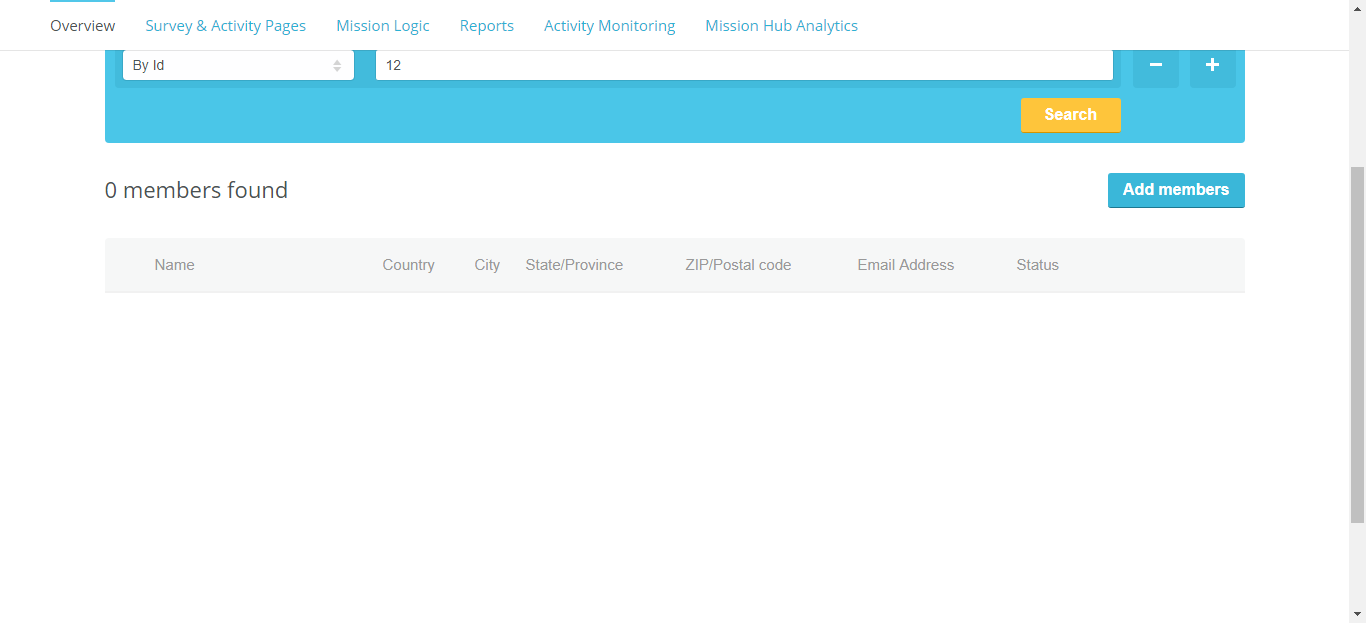 Overview Survey & Activity Pages Mission Logic Reports Activity Monitoring Mission Hub Analytics
By Id 12 − +
Search
0 members found Add members
Name Country City State/Province ZIP/Postal code Email Address Status